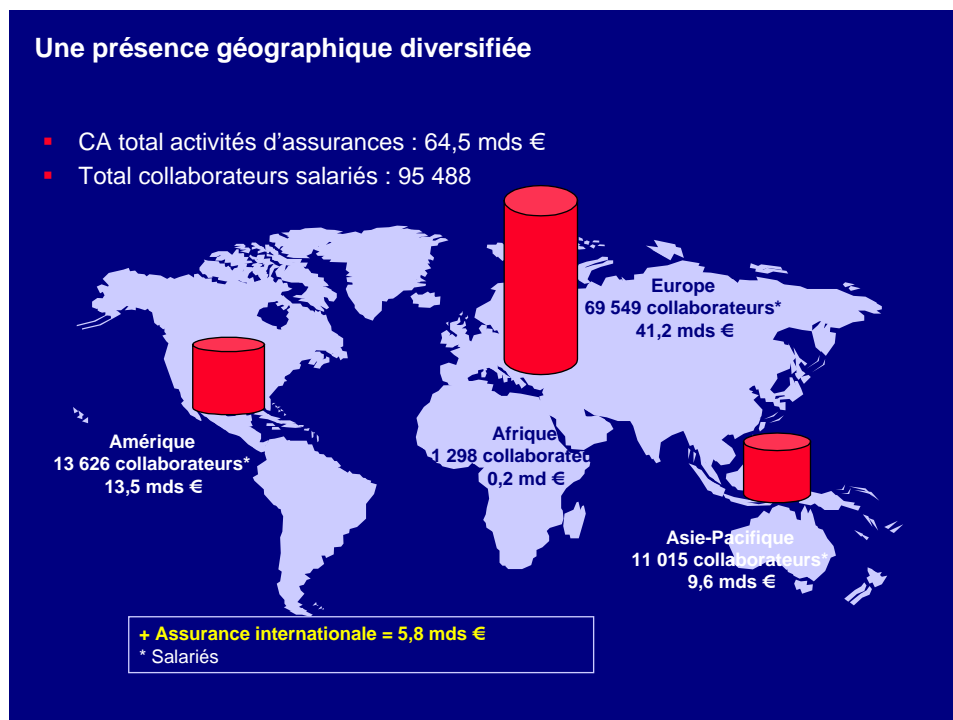 Une présence géographique diversifiée
▪ CA total activités d'assurances : 64,5 mds €
▪ Total collaborateurs salariés : 95 488
Europe
69 549 collaborateurs*
41,2 mds €
Amérique
13 626 collaborateurs*
13,5 mds €
Afrique
1 298 collaborateu
0,2 md €
Asie-Pacifique
11 015 collaborateurs*
9,6 mds €
+ Assurance internationale = 5,8 mds €
* Salariés